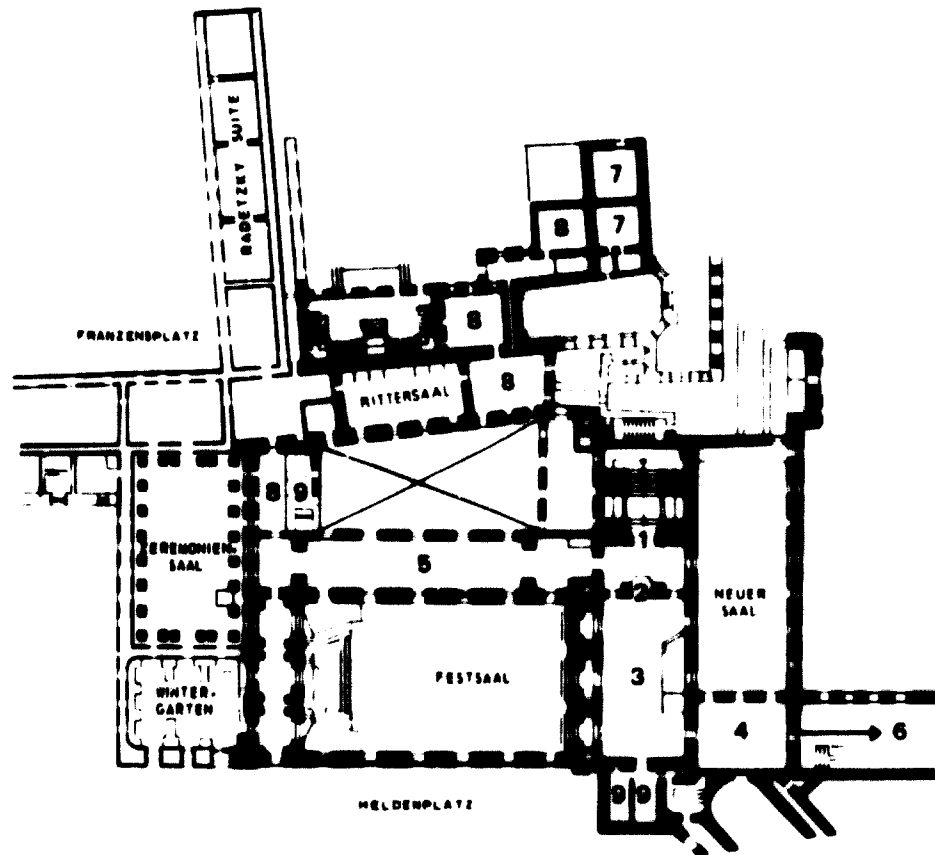 RADETZKY SUITE
7
8 7
FRANZENSPLATZ
8
RITTERSAAL 8
8 9
1
EREMONIEN-
SAAL
5
2
NEUER
SAAL
3
FESTSAAL
WINTER-
GARTEN
4
6
HELDENPLATZ
9 9